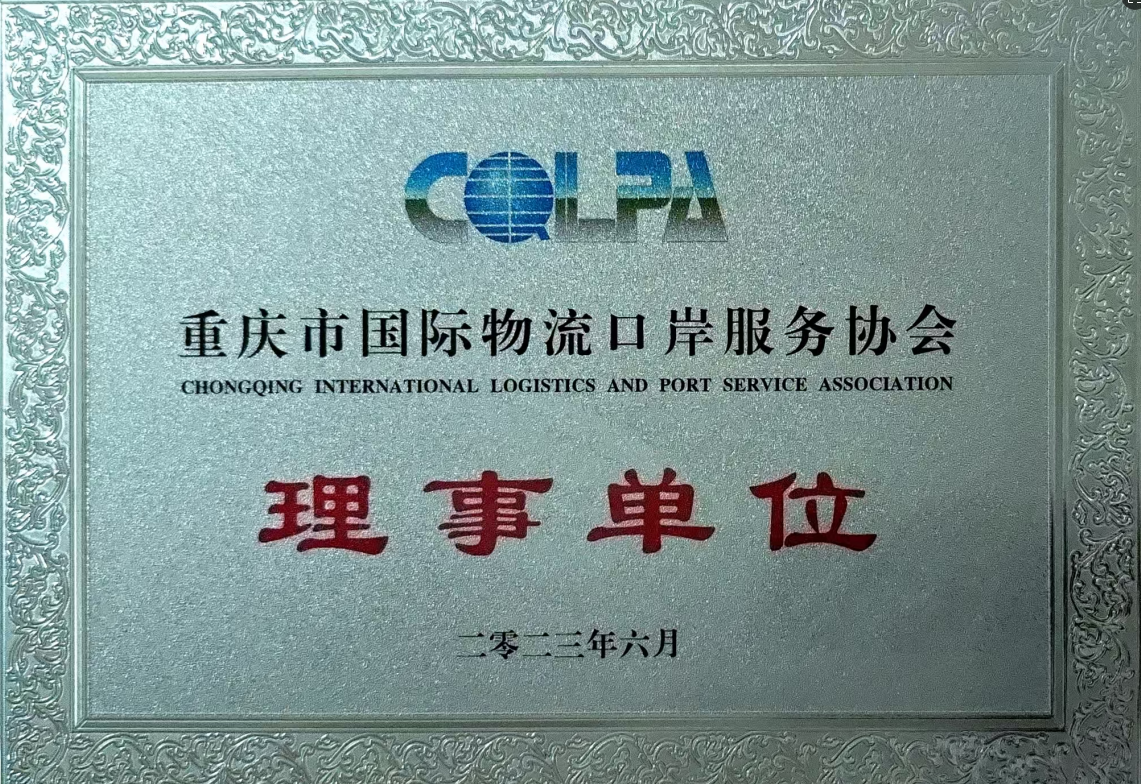 CQLPA
重庆市国际物流口岸服务协会
CHONGQING INTERNATIONAL LOGISTICS AND PORT SERVICE ASSOCIATION
理事单位
二零二三年六月